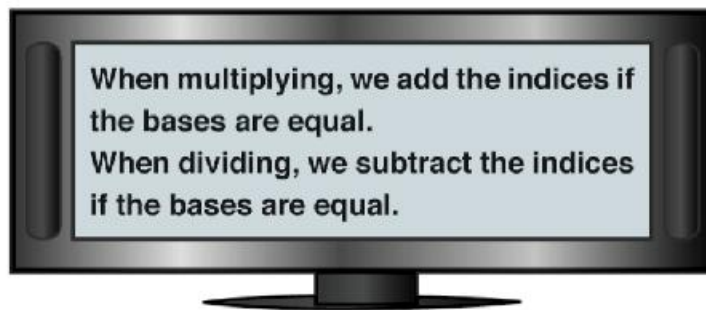 When multiplying, we add the indices if
the bases are equal.
When dividing, we subtract the indices
if the bases are equal.